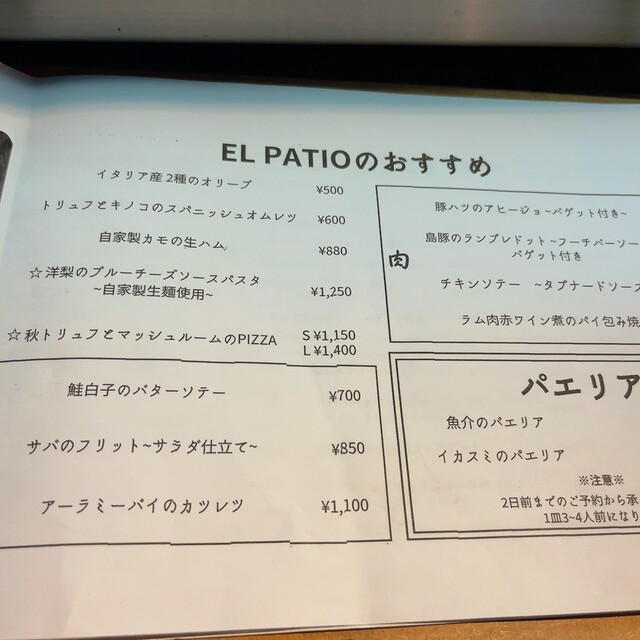 EL PATIOのおすすめ
イタリア産 2種のオリーブ ¥500
トリュフとキノコのスパニッシュオムレツ ¥600
自家製カモの生ハム ¥880
☆洋梨のブルーチーズソースパスタ
~自家製生麺使用~ ¥1,250
☆秋トリュフとマッシュルームのPIZZA S ¥1,150
L ¥1,400
鮭白子のバターソテー ¥700
サバのフリット~サラダ仕立て~ ¥850
アーラミーバイのカツレツ ¥1,100
肉
豚ハツのアヒージョ~バゲット付き~
島豚のランプレドット~フーチバーソー
バゲット付き
チキンソテー ~タプナードソース
ラム肉赤ワイン煮のパイ包み焼
パエリア
魚介のパエリア
イカスミのパエリア
※注意※
2日前までのご予約から承
1皿3~4人前になり